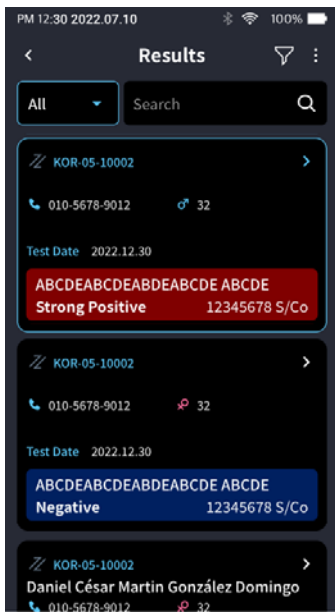 PM 12:30 2022.07.10 100%
Results
All Search
KOR-05-10002
010-5678-9012 32
Test Date 2022.12.30
ABCDEABCDEABDEABCDE ABCDE
Strong Positive 12345678 S/Co
KOR-05-10002
010-5678-9012 32
Test Date 2022.12.30
ABCDEABCDEABDEABCDE ABCDE
Negative 12345678 S/Co
KOR-05-10002
Daniel César Martin González Domingo
010-5678-9012 32